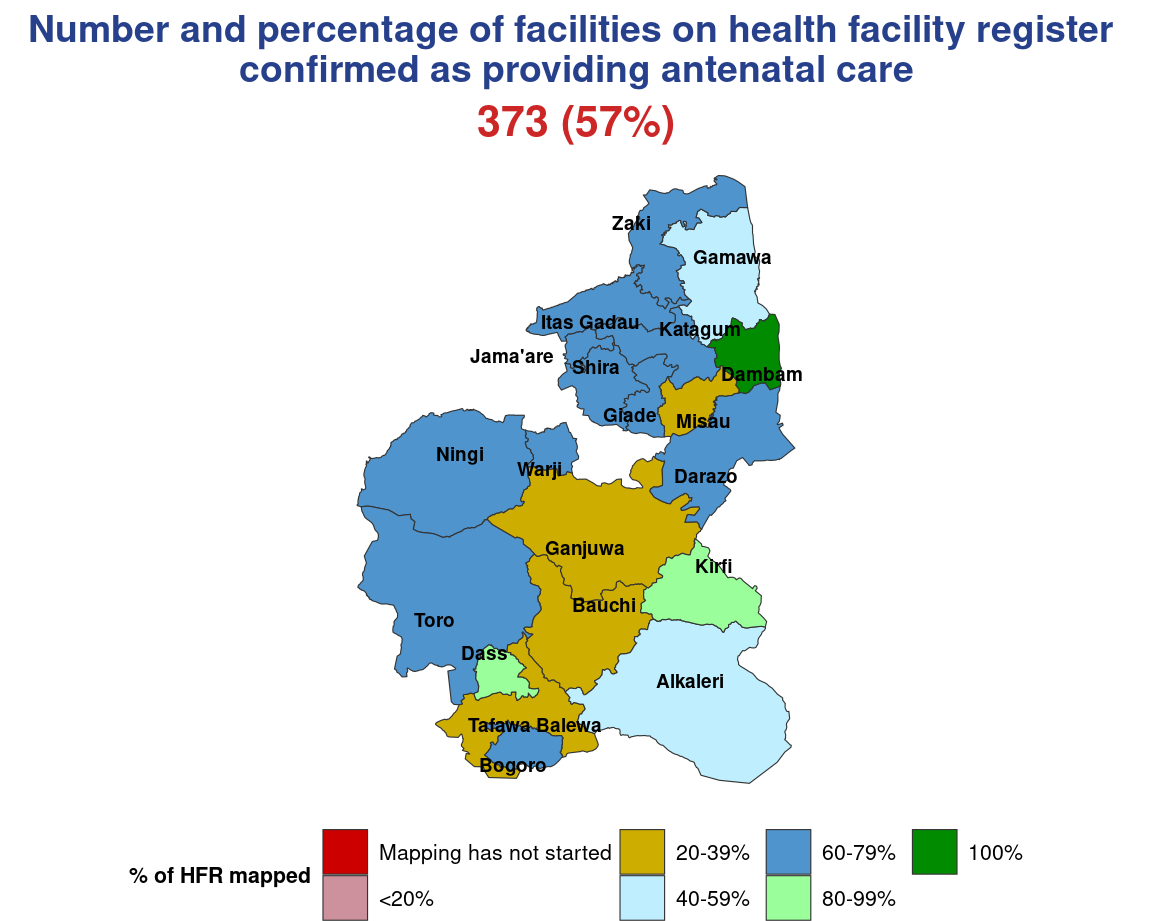 Number and percentage of facilities on health facility register
confirmed as providing antenatal care
373 (57%)
Zaki
Gamawa
Itas Gadau
Katagum
Jama'are
Shira
Dambam
Giade
Misau
Ningi
Warji
Darazo
Ganjuwa
Kirfi
Bauchi
Toro
Dass
Alkaleri
Tafawa Balewa
Bogoro
% of HFR mapped
Mapping has not started
<20%
20-39%
40-59%
60-79%
80-99%
100%